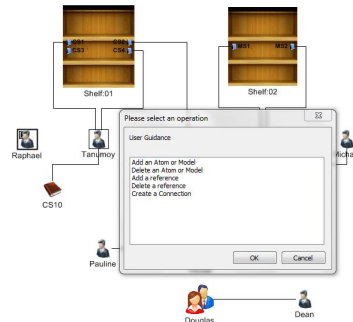 CS1 CS2
CS3 CS4
MS1 MS2
Shelf:01
Shelf:02
Please select an operation
User Guidance
Raphael
Tanumoy
Micha
Add an Atom or Model
Delete an Atom or Model
Add a reference
Delete a reference
Create a Connection
CS10
OK Cancel
Pauline
Douglas
Dean